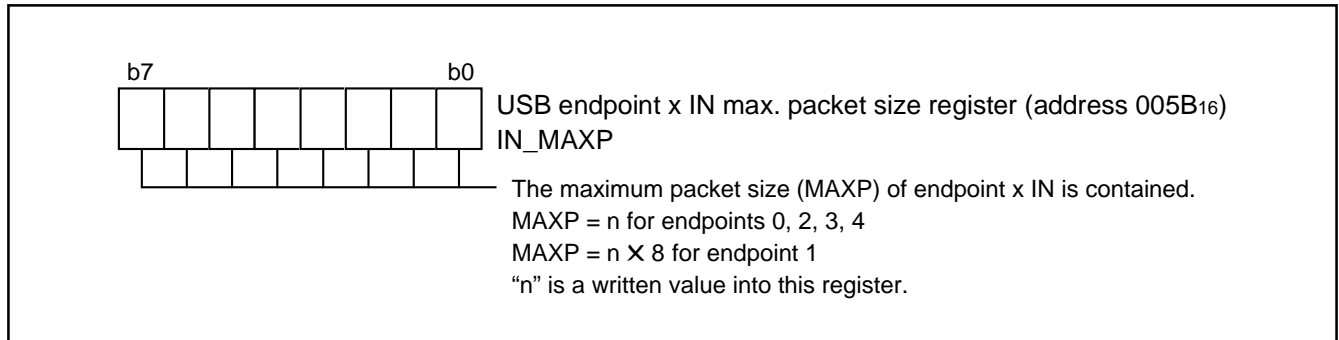 b7 b0
USB endpoint x IN max. packet size register (address 005B16)
IN_MAXP
The maximum packet size (MAXP) of endpoint x IN is contained.
MAXP = n for endpoints 0, 2, 3, 4
MAXP = n X 8 for endpoint 1
“n” is a written value into this register.